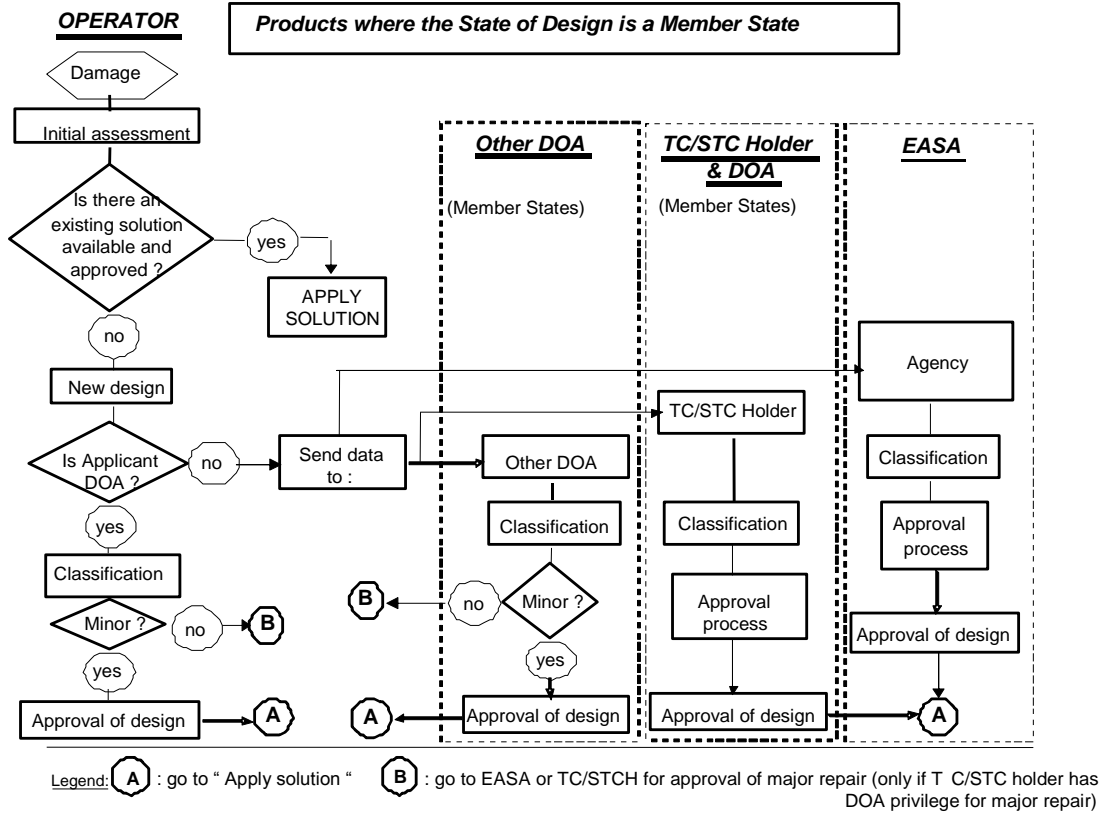 OPERATOR
Products where the State of Design is a Member State
Damage
Initial assessment
Is there an
existing solution
available and
approved ?
yes
APPLY
SOLUTION
no
New design
Is Applicant
DOA ?
no
Send data
to :
yes
Classification
Minor ?
no
B
yes
Approval of design
A
Other DOA
(Member States)
Other DOA
Classification
Minor ?
no
B
yes
Approval of design
A
TC/STC Holder
& DOA
(Member States)
TC/STC Holder
Classification
Approval
process
Approval of design
EASA
Agency
Classification
Approval
process
Approval of design
A
Legend: A : go to “ Apply solution “ B : go to EASA or TC/STCH for approval of major repair (only if T C/STC holder has
DOA privilege for major repair)